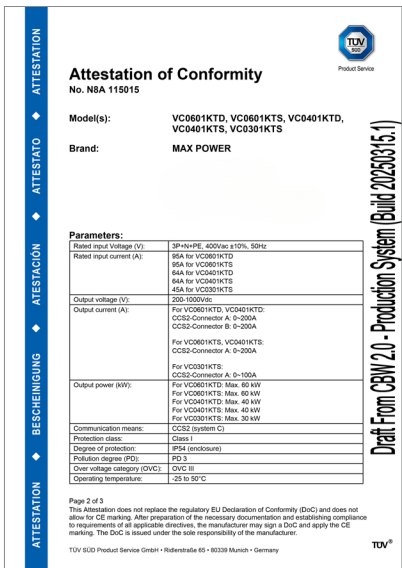 ATTESTATION ◆ ATTESTATO ◆ ATESTACIÓN ◆ BESCHEINIGUNG ◆ ATTESTATION
TÜV
SÜD
Product Service
Attestation of Conformity
No. N8A 115015
Model(s): VC0601KTD, VC0601KTS, VC0401KTD,
VC0401KTS, VC0301KTS
Brand: MAX POWER
Parameters:
Rated input Voltage (V): 3P+N+PE, 400Vac ±10%, 50Hz
Rated input current (A): 95A for VC0601KTD
95A for VC0601KTS
64A for VC0401KTD
64A for VC0401KTS
45A for VC0301KTS
Output voltage (V): 200-1000Vdc
Output current (A): For VC0601KTD, VC0401KTD:
CCS2-Connector A: 0~200A
CCS2-Connector B: 0~200A
For VC0601KTS, VC0401KTS:
CCS2-Connector A: 0~200A
For VC0301KTS:
CCS2-Connector A: 0~100A
Output power (kW): For VC0601KTD: Max. 60 kW
For VC0601KTS: Max. 60 kW
For VC0401KTD: Max. 40 kW
For VC0401KTS: Max. 40 kW
For VC0301KTS: Max. 30 kW
Communication means: CCS2 (system C)
Protection class: Class I
Degree of protection: IP54 (enclosure)
Pollution degree (PD): PD 3
Over voltage category (OVC): OVC III
Operating temperature: -25 to 50°C
Page 2 of 3
This Attestation does not replace the regulatory EU Declaration of Conformity (DoC) and does not
allow for CE marking. After preparation of the necessary documentation and establishing compliance
to requirements of all applicable directives, the manufacturer may sign a DoC and apply the CE
marking. The DoC is issued under the sole responsibility of the manufacturer.
TÜV SÜD Product Service GmbH • Ridlerstraße 65 • 80339 Munich • Germany
TÜV®
Draft From CBW 2.0 - Production System (Build 20250315.1)